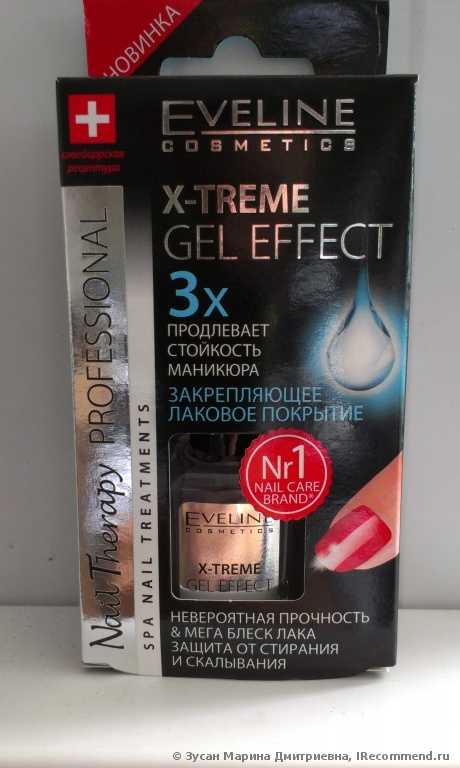 НОВИНКА
швейцарская
рецептура
EVELINE
COSMETICS
X-TREME
GEL EFFECT
3x
ПРОДЛЕВАЕТ
СТОЙКОСТЬ
МАНИКЮРА
ЗАКРЕПЛЯЮЩЕЕ
ЛАКОВОЕ ПОКРЫТИЕ
Nail Therapy PROFESSIONAL
SPA NAIL TREATMENTS
Nr1
NAIL CARE
BRAND*
EVELINE
COSMETICS
X-TREME
GEL EFFECT
НЕВЕРОЯТНАЯ ПРОЧНОСТЬ
& МЕГА БЛЕСК ЛАКА
ЗАЩИТА ОТ СТИРАНИЯ
И СКАЛЫВАНИЯ
© Зусан Марина Дмитриевна, IRecommend.ru